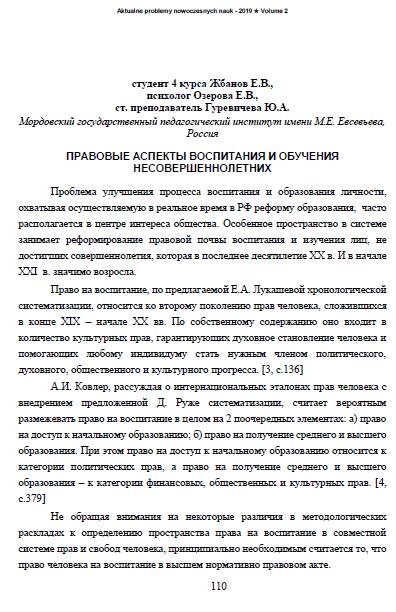 Aktualne problemy nowoczesnych nauk - 2019 ★ Volume 2
студент 4 курса Жбанов Е.В.,
психолог Озерова Е.В.,
ст. преподаватель Гуревичева Ю.А.
Мордовский государственный педагогический институт имени М.Е. Евсевьева,
Россия
ПРАВОВЫЕ АСПЕКТЫ ВОСПИТАНИЯ И ОБУЧЕНИЯ
НЕСОВЕРШЕННОЛЕТНИХ
Проблема улучшения процесса воспитания и образования личности,
охватывая осуществляемую в реальное время в РФ реформу образования, часто
располагается в центре интереса общества. Особенное пространство в системе
занимает реформирование правовой почвы воспитания и изучения лиц, не
достигших совершеннолетия, которая в последнее десятилетие XX в. И в начале
XXI в. значимо возросла.
Право на воспитание, по предлагаемой Е.А. Лукашевой хронологической
систематизации, относится ко второму поколению прав человека, сложившихся
в конце XIX – начале XX вв. По собственному содержанию оно входит в
количество культурных прав, гарантирующих духовное становление человека и
помогающих любому индивидуму стать нужным членом политического,
духовного, общественного и культурного прогресса. [3, с.136]
А.И. Ковлер, рассуждая о интернациональных эталонах прав человека с
внедрением предложенной Д. Руже систематизации, считает вероятным
размежевать право на воспитание в целом на 2 поочередных элементах: а) право
на доступ к начальному образованию; б) право на получение среднего и высшего
образования. При этом право на доступ к начальному образованию относится к
категории политических прав, а право на получение среднего и высшего
образования – к категории финансовых, общественных и культурных прав. [4,
с.379]
Не обращая внимания на некоторые различия в методологических
раскладах к определению пространства права на воспитание в совместной
системе прав и свобод человека, принципиально необходимым считается то, что
право человека на воспитание в высшем нормативно правовом акте.
110